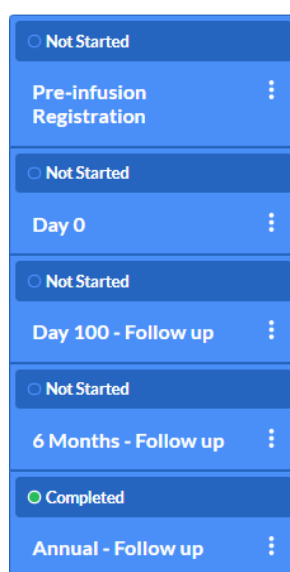 Not Started
Pre-infusion
Registration
Not Started
Day 0
Not Started
Day 100 - Follow up
Not Started
6 Months - Follow up
Completed
Annual - Follow up